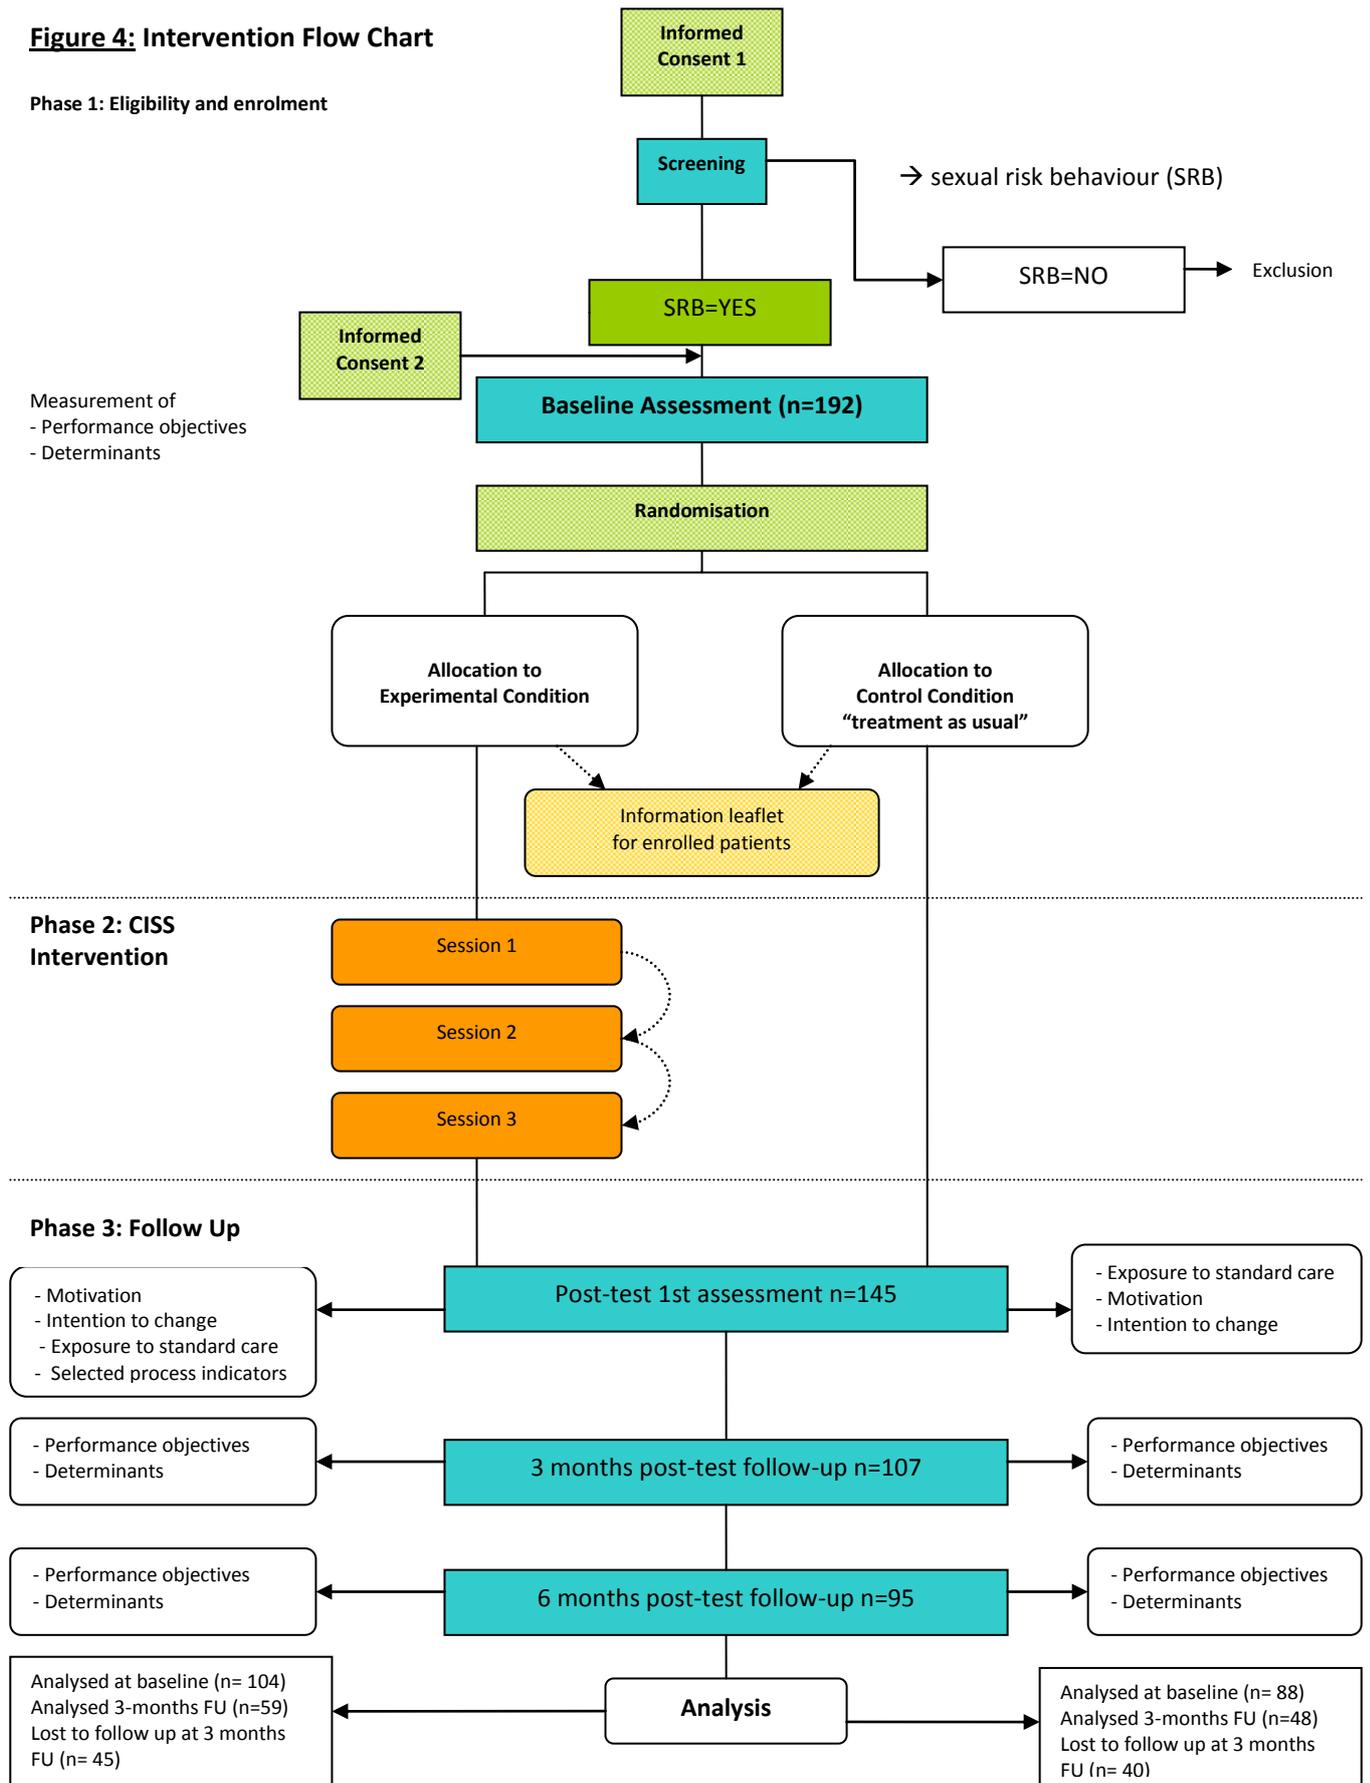 Figure 4: Intervention Flow Chart
Informed
Consent 1
Phase 1: Eligibility and enrolment
Screening
→ sexual risk behaviour (SRB)
SRB=NO
Exclusion
SRB=YES
Informed
Consent 2
Measurement of
- Performance objectives
- Determinants
Baseline Assessment (n=192)
Randomisation
Allocation to
Experimental Condition
Allocation to
Control Condition
“treatment as usual”
Information leaflet
for enrolled patients
Phase 2: CISS
Intervention
Session 1
Session 2
Session 3
Phase 3: Follow Up
- Motivation
- Intention to change
- Exposure to standard care
- Selected process indicators
Post-test 1st assessment n=145
- Exposure to standard care
- Motivation
- Intention to change
- Performance objectives
- Determinants
3 months post-test follow-up n=107
- Performance objectives
- Determinants
- Performance objectives
- Determinants
6 months post-test follow-up n=95
- Performance objectives
- Determinants
Analysed at baseline (n= 104)
Analysed 3-months FU (n=59)
Lost to follow up at 3 months
FU (n= 45)
Analysis
Analysed at baseline (n= 88)
Analysed 3-months FU (n=48)
Lost to follow up at 3 months
FU (n= 40)